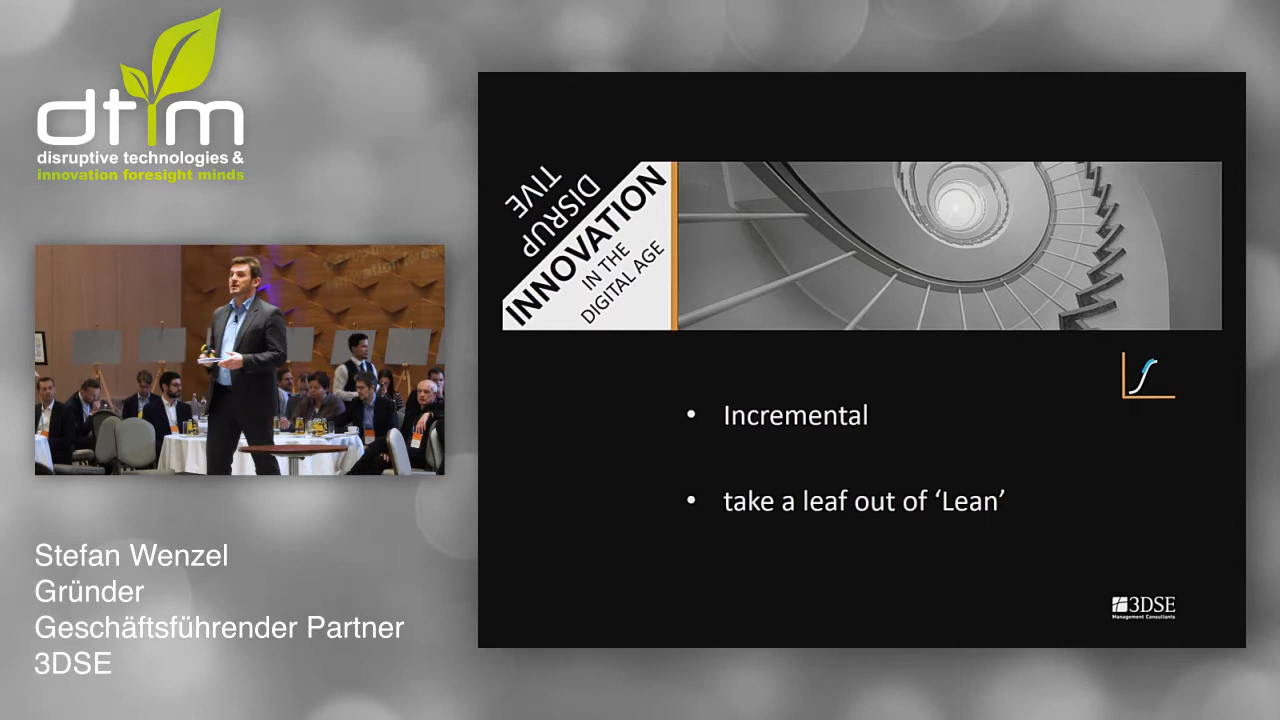 dtim
disruptive technologies &
innovation foresight minds
DISRUP
TIVE
INNOVATION
IN THE
DIGITAL AGE
• Incremental
• take a leaf out of ‘Lean’
3DSE
Management Consultants
Stefan Wenzel
Gründer
Geschäftsführender Partner
3DSE